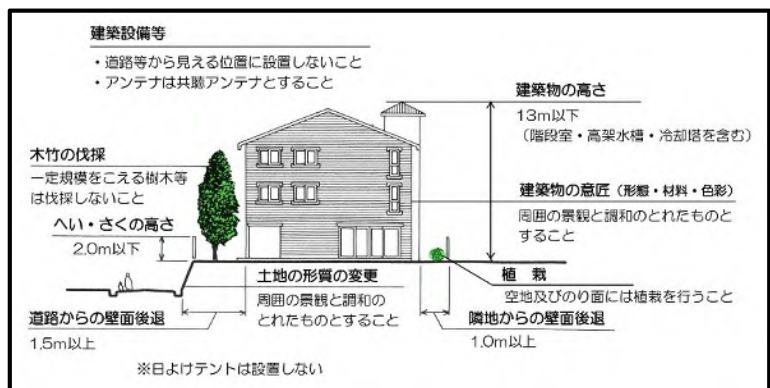 建築設備等
・道路等から見える位置に設置しないこと
・アンテナは共聴アンテナとすること
建築物の高さ
13m以下
(階段室・高架水槽・冷却塔を含む)
木竹の伐採
一定規模をこえる樹木等
は伐採しないこと
建築物の意匠(形態・材料・色彩)
周囲の景観と調和のとれたものと
すること
へい・さくの高さ
2.0m以下
土地の形質の変更
周囲の景観と調和の
とれたものとすること
植 栽
空地及びのり面には植栽を行うこと
道路からの壁面後退
1.5m以上
隣地からの壁面後退
1.0m以上
※日よけテントは設置しない